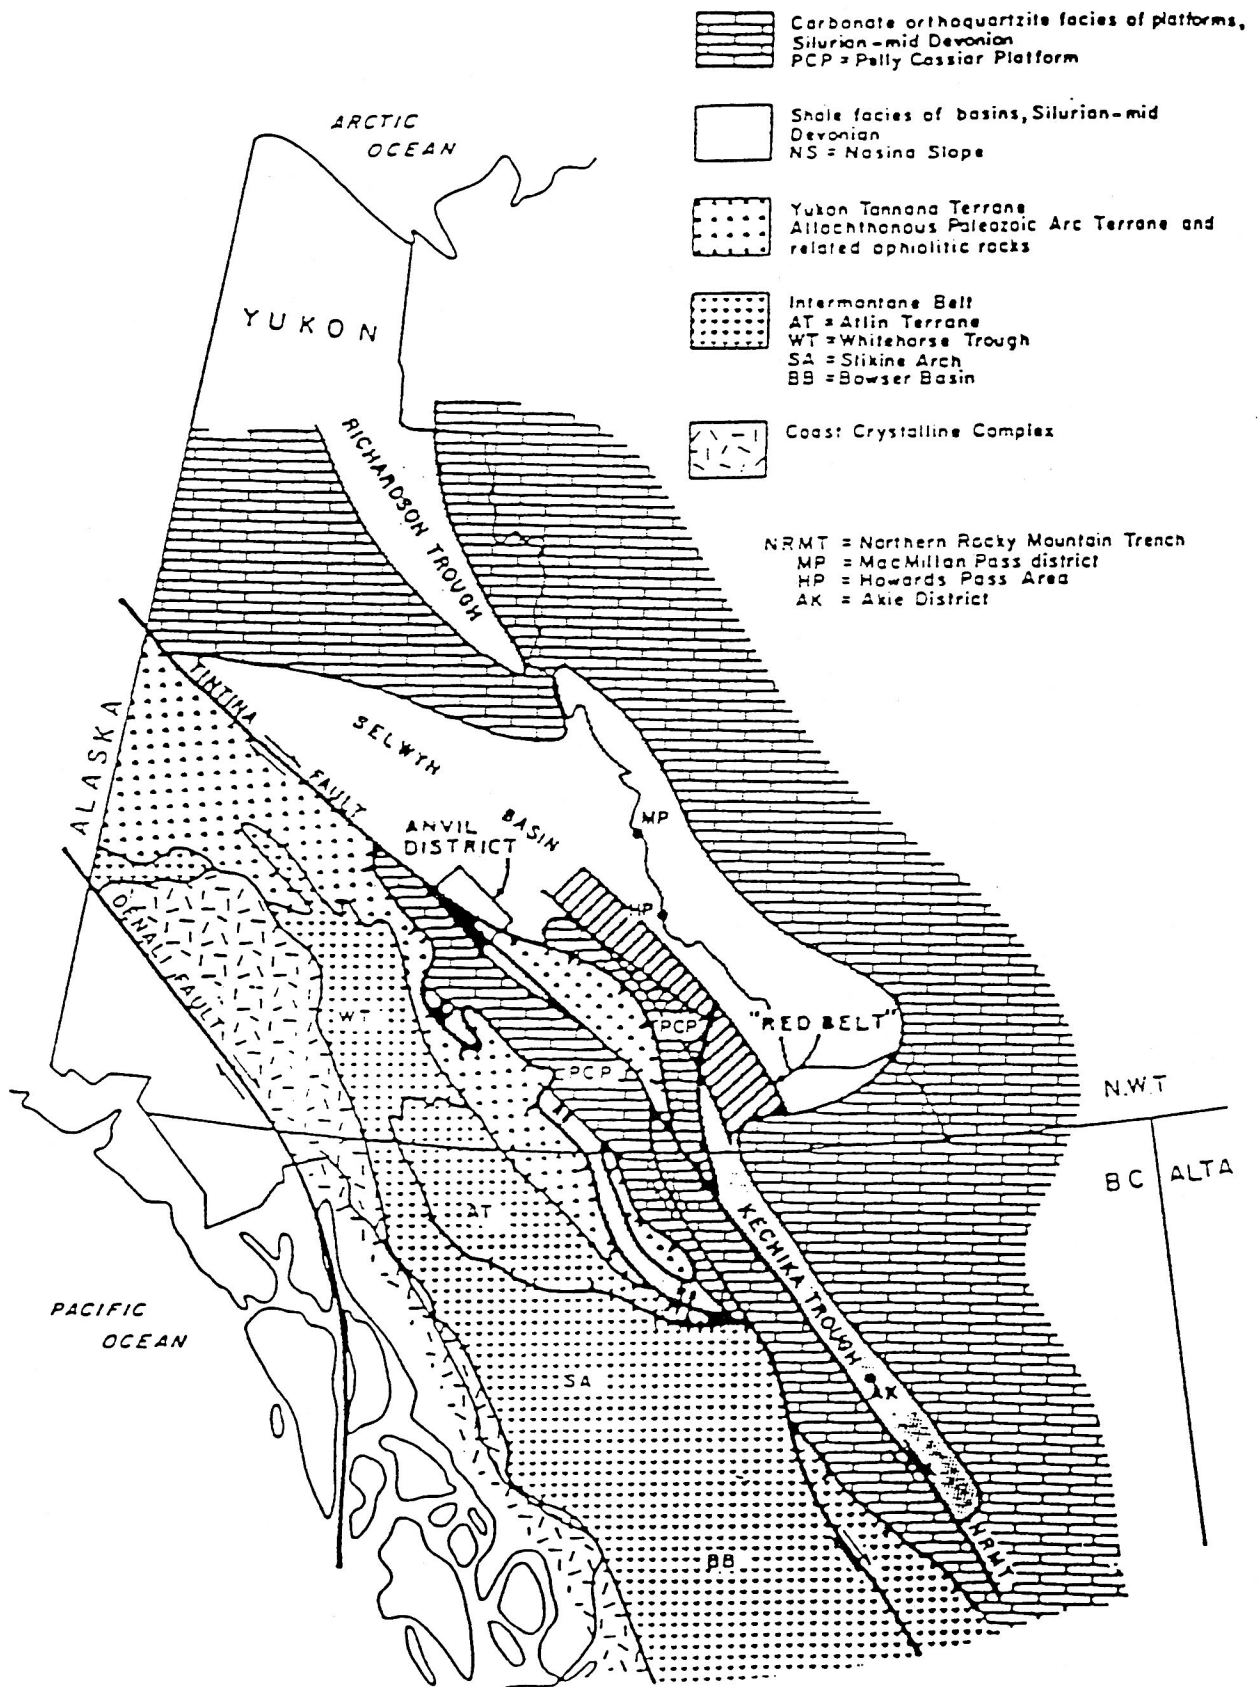 Carbonate orthoquartzite facies of platforms,
Silurian-mid Devonian
PCP = Pelly Cassiar Platform
Shale facies of basins, Silurian-mid
Devonian
NS = Nasina Slope
Yukon Tannana Terrane
Allochthonous Paleozoic Arc Terrane and
related ophiolitic rocks
Intermontane Belt
AT = Atlin Terrane
WT = Whitehorse Trough
SA = Stikine Arch
BB = Bowser Basin
Coast Crystalline Complex
NRMT = Northern Rocky Mountain Trench
MP = MacMillan Pass district
HP = Howards Pass Area
AK = Akie District
ARCTIC
OCEAN
YUKON
RICHARDSON TROUGH
ALASKA
TINTINA FAULT
SELWYN
BASIN
ANVIL
DISTRICT
MP
HP
DENALI FAULT
WT
PCP
"RED BELT"
PCP
N.W.T
BC
ALTA
AT
KECHIKA TROUGH
PACIFIC
OCEAN
SA
AK
BB
NRMT